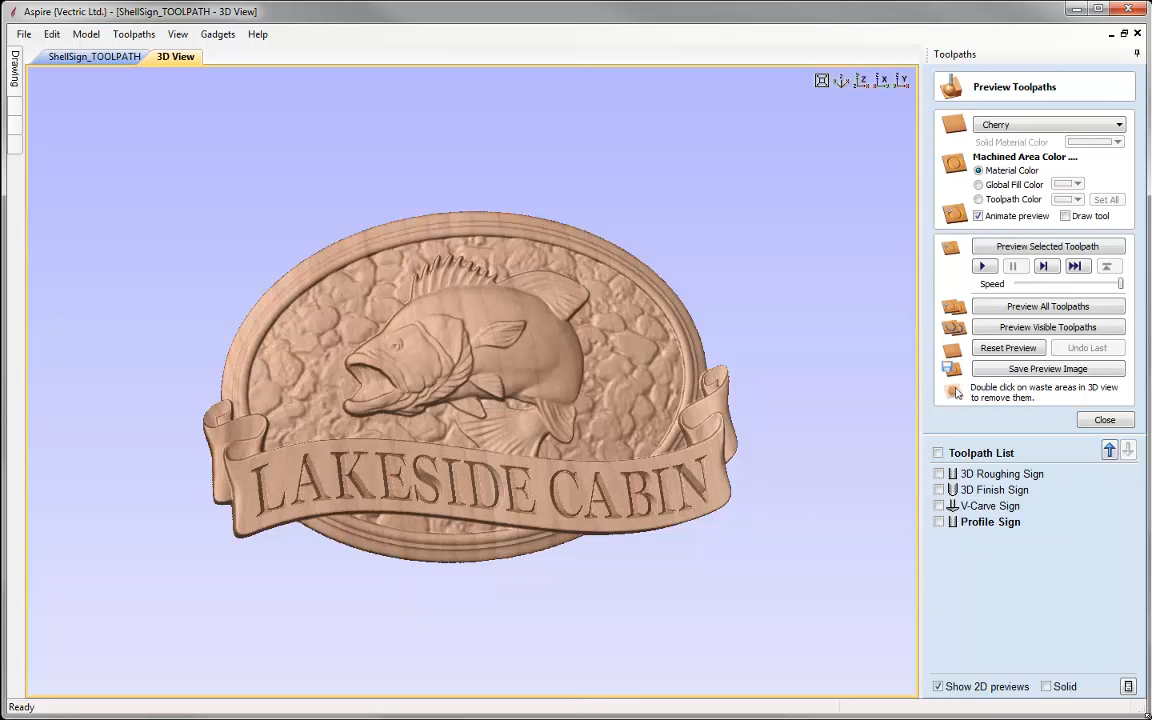 Aspire {Vectric Ltd.} - [ShellSign_TOOLPATH - 3D View]
File Edit Model Toolpaths View Gadgets Help
Drawing
ShellSign_TOOLPATH 3D View
Z X Y
LAKESIDE CABIN
Toolpaths
Preview Toolpaths
Cherry
Solid Material Color
Machined Area Color ....
Material Color
Global Fill Color
Toolpath Color Set All
Animate preview Draw tool
Preview Selected Toolpath
Speed
Preview All Toolpaths
Preview Visible Toolpaths
Reset Preview Undo Last
Save Preview Image
Double click on waste areas in 3D view
to remove them.
Close
Toolpath List
3D Roughing Sign
3D Finish Sign
V-Carve Sign
Profile Sign
Show 2D previews Solid
Ready